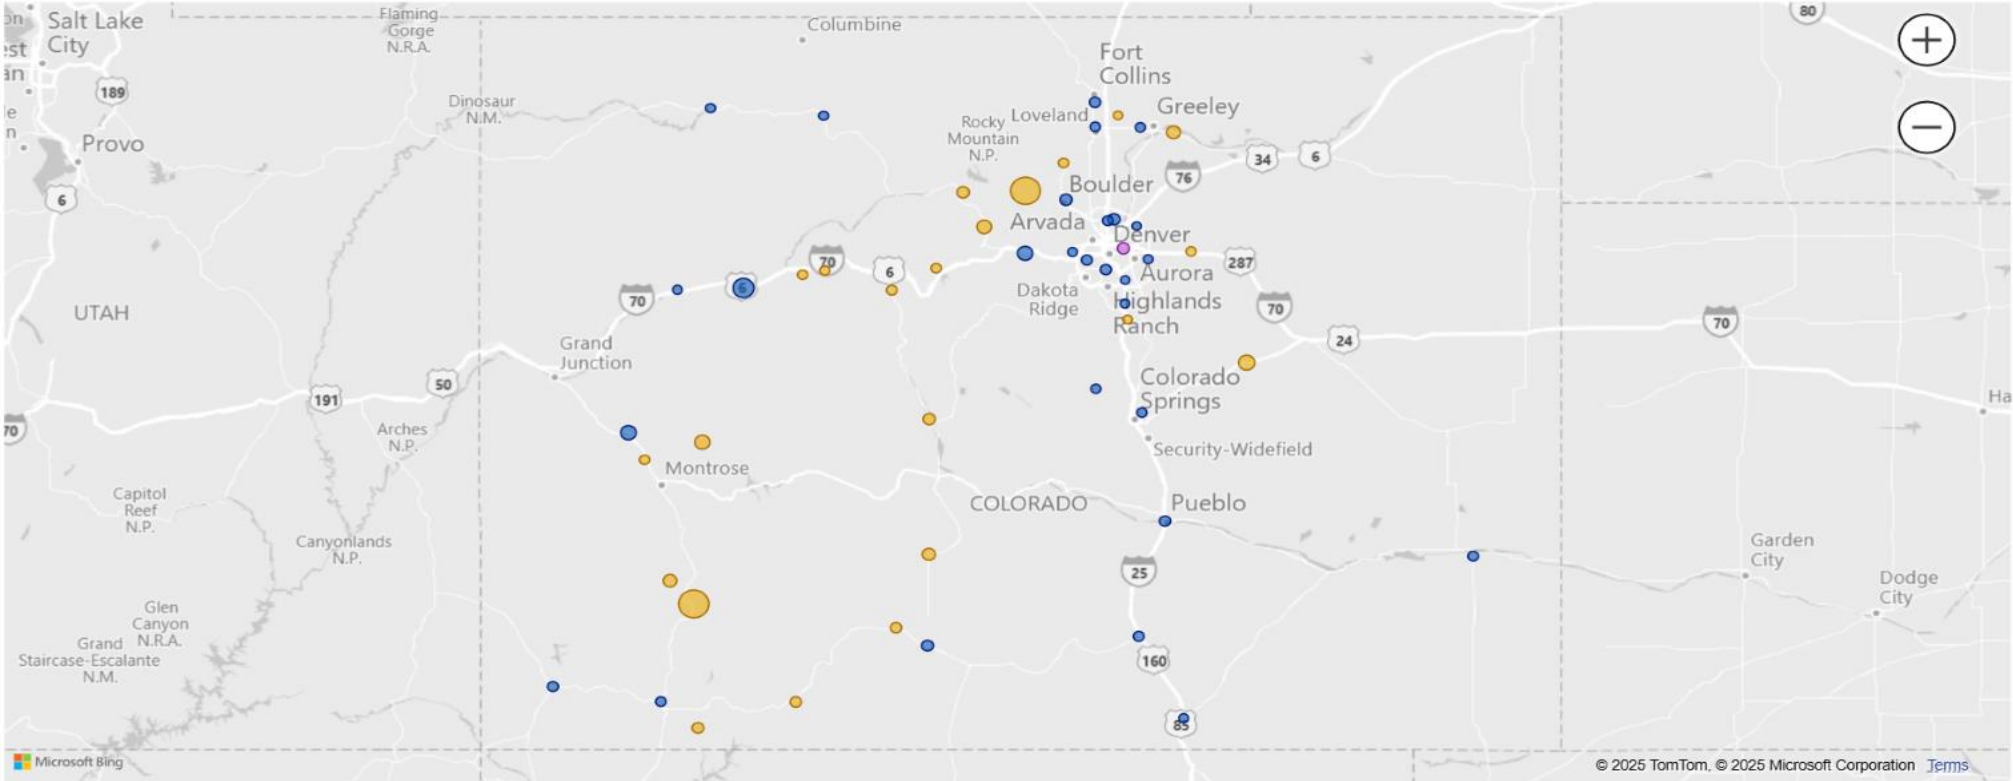 Salt Lake
City
189
Provo
6
UTAH
191
50
70
Flaming
Gorge
N.R.A.
Dinosaur
N.M.
Columbine
Fort
Collins
Loveland
Greeley
Rocky
Mountain
N.P.
34
6
76
80
Boulder
Arvada
Denver
Aurora
287
Dakota
Ridge
Highlands
Ranch
70
6
6
70
70
24
70
Grand
Junction
Arches
N.P.
Colorado
Springs
Security-Widefield
Montrose
COLORADO
Pueblo
Capitol
Reef
N.P.
Canyonlands
N.P.
25
Garden
City
Dodge
City
Glen
Canyon
N.R.A.
Grand
Staircase-Escalante
N.M.
160
85
Ha
Microsoft Bing
© 2025 TomTom, © 2025 Microsoft Corporation Terms